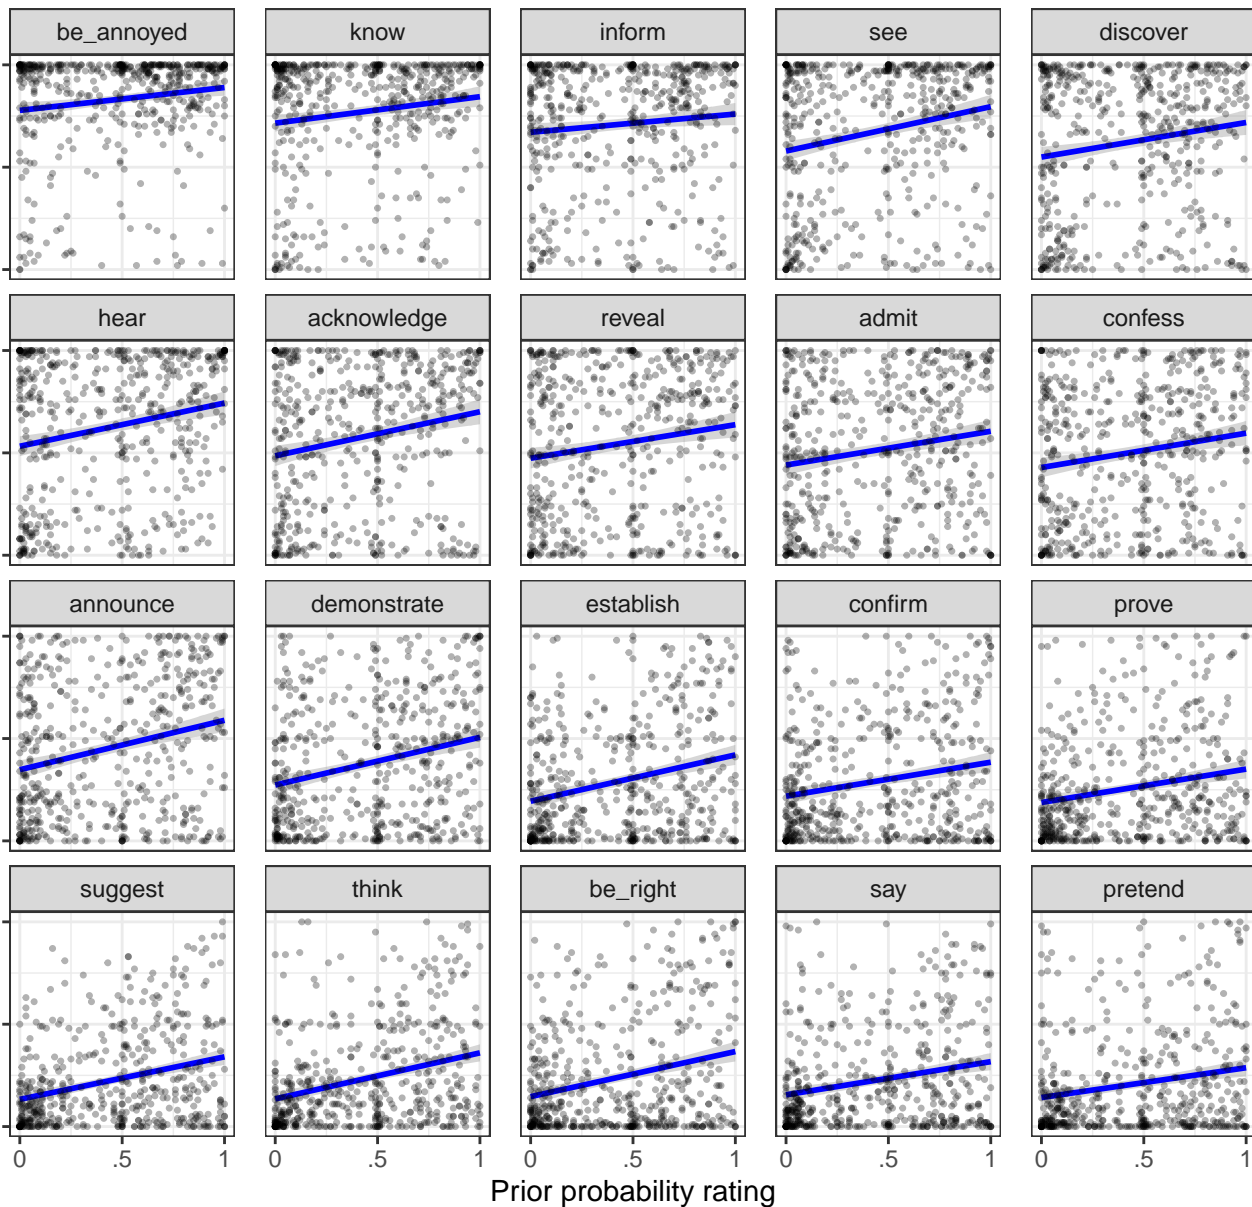 be_annoyed know inform see discover
hear acknowledge reveal admit confess
announce demonstrate establish confirm prove
suggest think be_right say pretend
0 .5 1 0 .5 1 0 .5 1 0 .5 1 0 .5 1
Prior probability rating